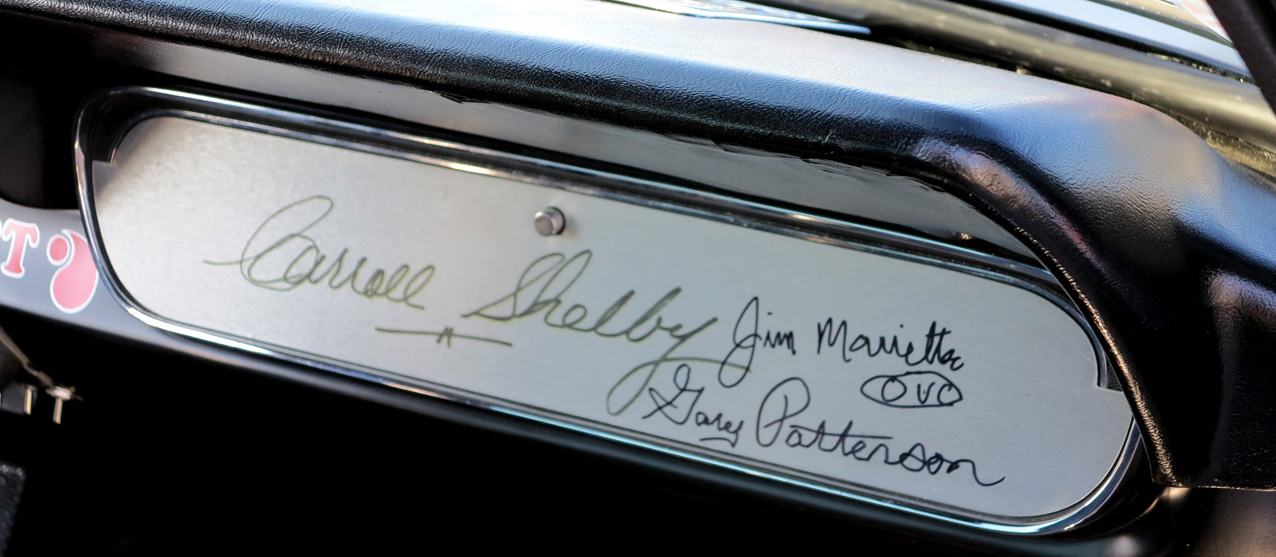 Carroll Shelby
Jim Marietta
OVC
Gary Patterson